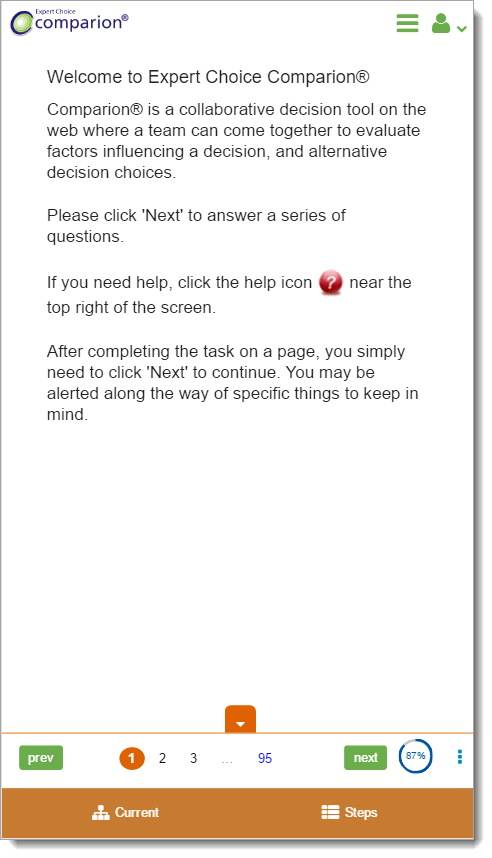 Expert Choice
comparion®
Welcome to Expert Choice Comparion®
Comparion® is a collaborative decision tool on the
web where a team can come together to evaluate
factors influencing a decision, and alternative
decision choices.
Please click 'Next' to answer a series of
questions.
If you need help, click the help icon ? near the
top right of the screen.
After completing the task on a page, you simply
need to click 'Next' to continue. You may be
alerted along the way of specific things to keep in
mind.
prev 1 2 3 ... 95 next 87%
Current Steps